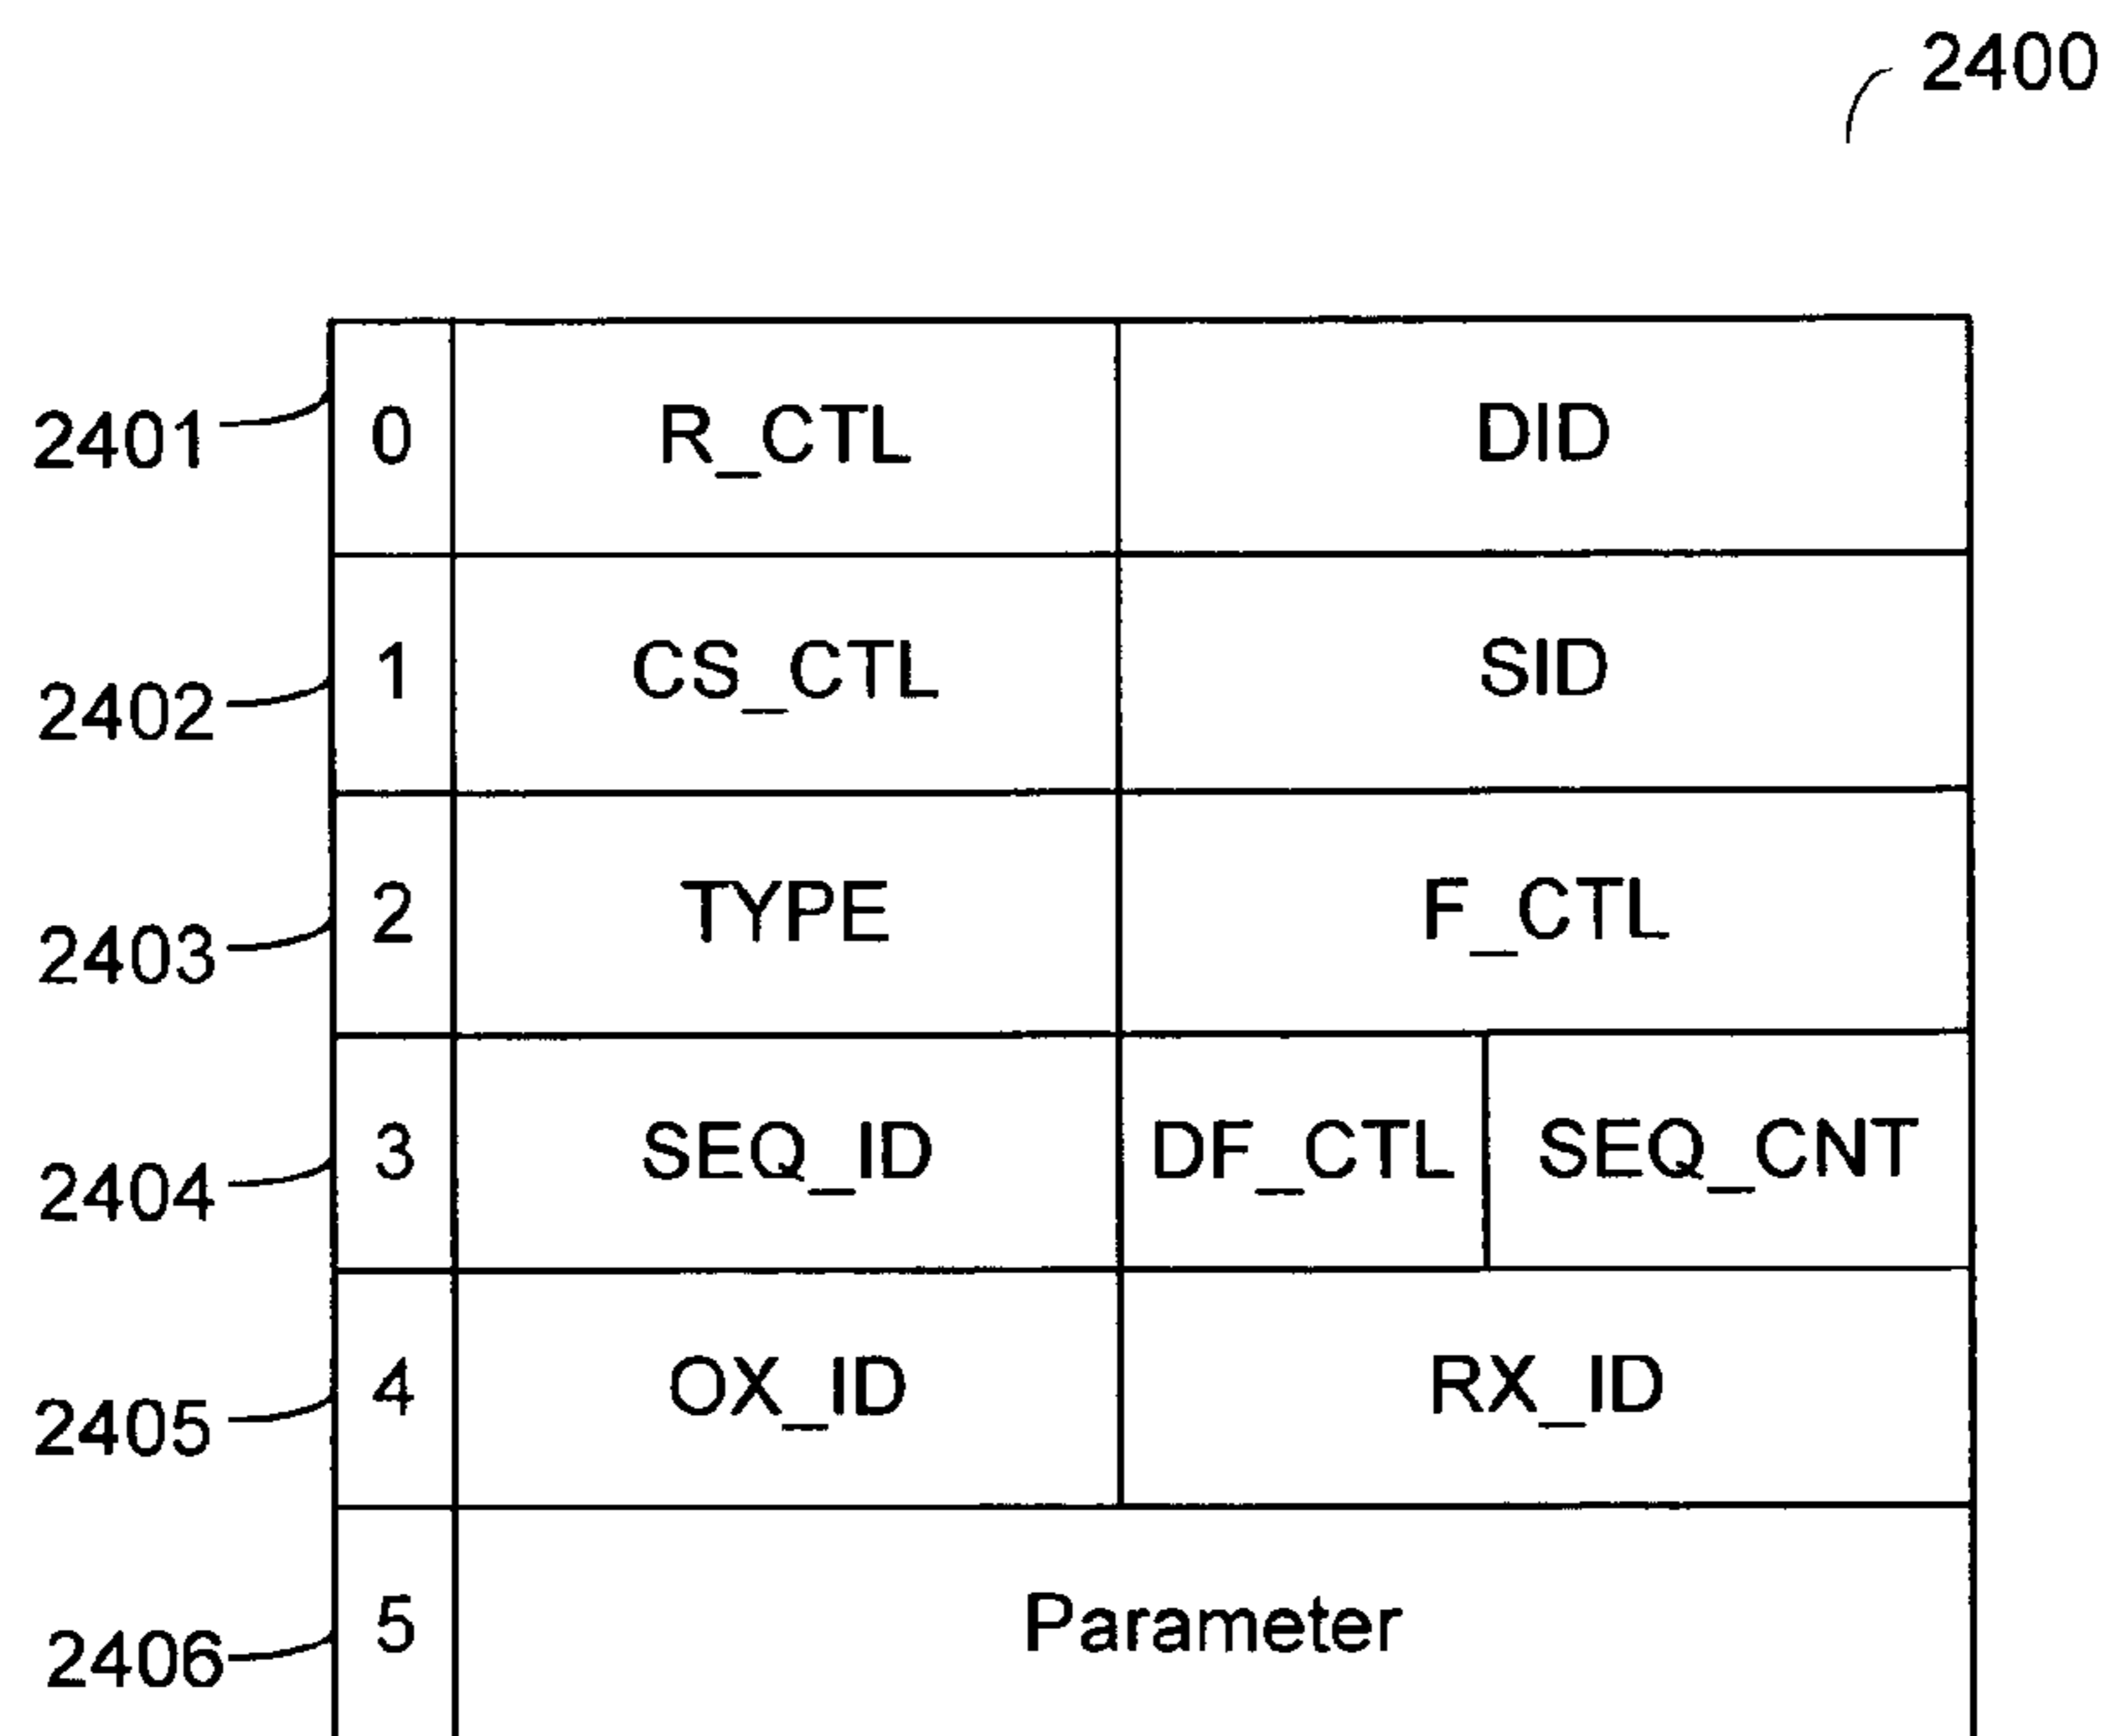 2400
2401 0 R_CTL DID
2402 1 CS_CTL SID
2403 2 TYPE F_CTL
2404 3 SEQ_ID DF_CTL SEQ_CNT
2405 4 OX_ID RX_ID
2406 5 Parameter